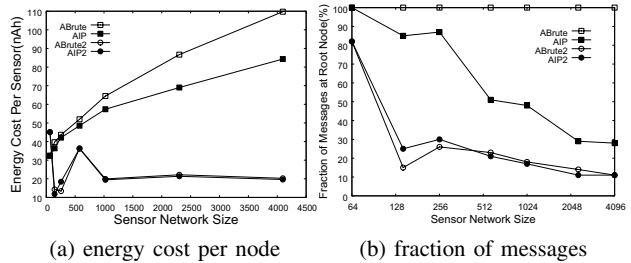 Energy Cost Per Sensor(nAh)
110
100
90
80
70
60
50
40
30
20
10
ABrute
AIP
ABrute2
AIP2
0 500 1000 1500 2000 2500 3000 3500 4000 4500
Sensor Network Size
(a) energy cost per node
Fraction of Messages at Root Node(%)
100
90
80
70
60
50
40
30
20
10
0
ABrute
AIP
ABrute2
AIP2
64 128 256 512 1024 2048 4096
Sensor Network Size
(b) fraction of messages